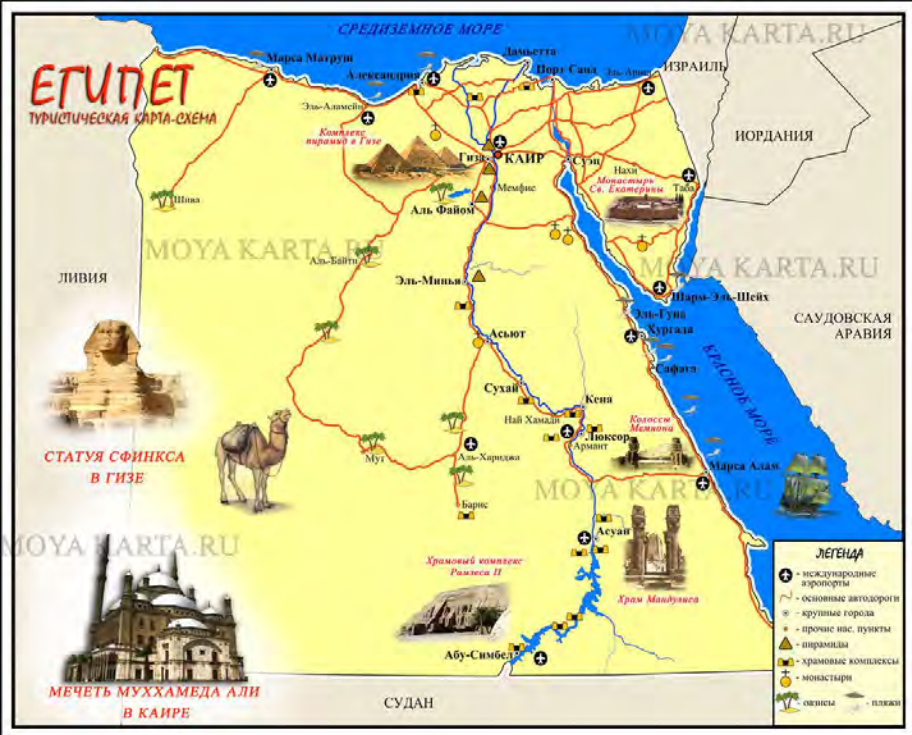 СРЕДИЗЕМНОЕ МОРЕ
MOYA KARTA.RU
ЕГИПЕТ
ТУРИСТИЧЕСКАЯ КАРТА-СХЕМА
Марса Матрух
Александрия
Дамьетта
Порт Саид
Эль-Ариш
ИЗРАИЛЬ
Эль-Аламейн
Комплекс
пирамид в Гизе
ИОРДАНИЯ
Гиза
КАИР
Суэц
Нахл
Монастырь
Св. Екатерины
Таба
Мемфис
Шива
Аль Файом
MOYA KARTA.RU
Аль-Байти
MOYA KARTA.RU
ЛИВИЯ
Эль-Минья
Шарм-Эль-Шейх
Эль-Гуна
САУДОВСКАЯ
АРАВИЯ
Хургада
Асьют
КРАСНОЕ МОРЕ
Сафага
Сухай
Кена
Най Хамади
Колоссы
Мемнона
Люксор
Армант
СТАТУЯ СФИНКСА
В ГИЗЕ
Мут
Аль-Хариджа
Марса Алам
MOYA KARTA.RU
Барис
MOYA KARTA.RU
Асуан
Храмовый комплекс
Рамзеса II
Храм Мандулиса
Абу-Симбел
МЕЧЕТЬ МУХХАМЕДА АЛИ
В КАИРЕ
СУДАН
ЛЕГЕНДА
- международные
аэропорты
- основные автодороги
- крупные города
- прочие нас. пункты
- пирамиды
- храмовые комплексы
- монастыри
- оазисы
- пляжи